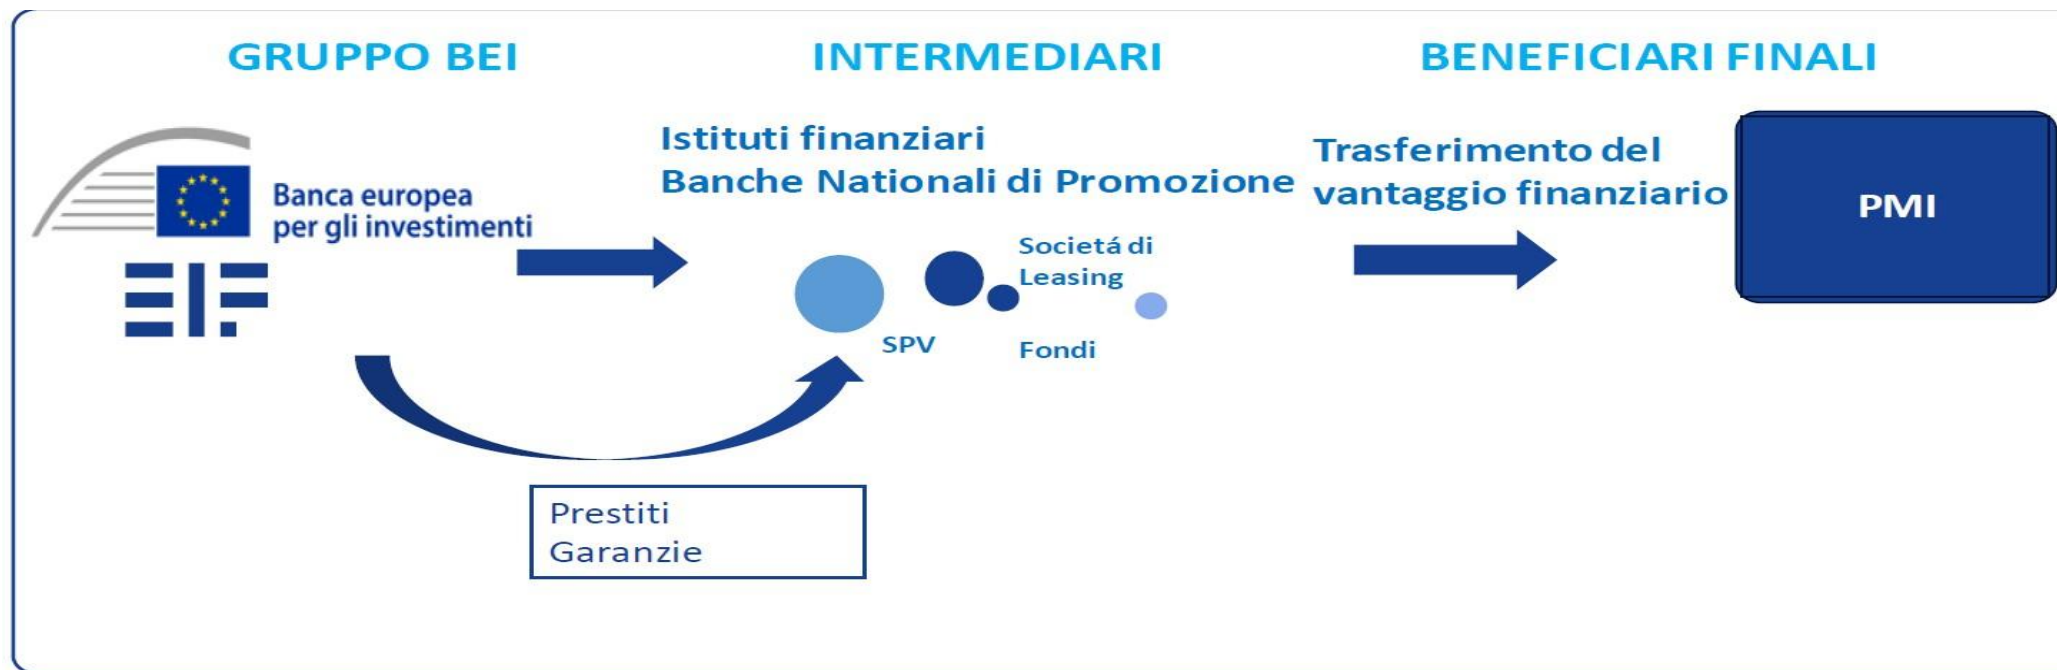 GRUPPO BEI
INTERMEDIARI
BENEFICIARI FINALI
Banca europea
per gli investimenti
EIF
Istituti finanziari
Banche Nationali di Promozione
Societá di
Leasing
SPV
Fondi
Prestiti
Garanzie
Trasferimento del
vantaggio finanziario
PMI